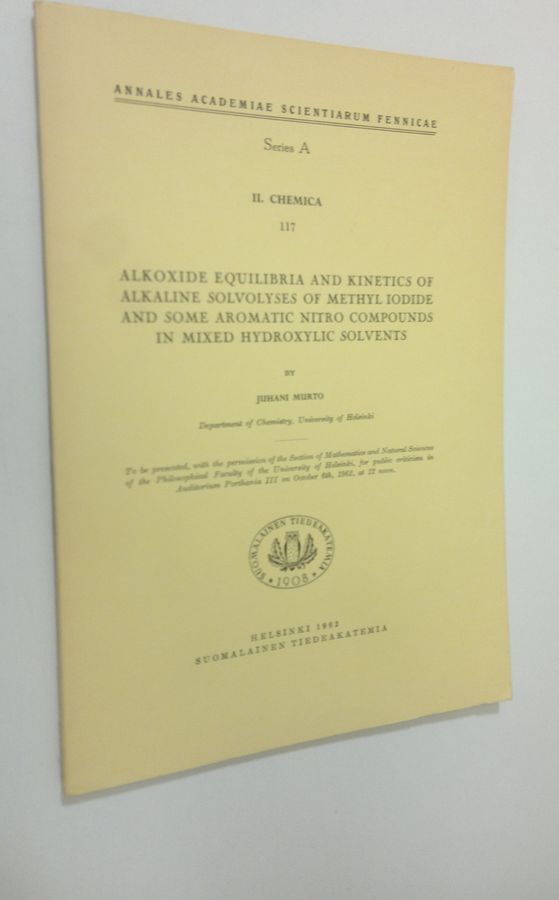 ANNALES ACADEMIAE SCIENTIARUM FENNICAE
Series A
II. CHEMICA
117
ALKOXIDE EQUILIBRIA AND KINETICS OF
ALKALINE SOLVOLYSES OF METHYL IODIDE
AND SOME AROMATIC NITRO COMPOUNDS
IN MIXED HYDROXYLIC SOLVENTS
BY
JUHANI MURTO
Department of Chemistry, University of Helsinki
To be presented, with the permission of the Section of Mathematics and Natural Sciences
of the Philosophical Faculty of the University of Helsinki, for public criticism in
Auditorium Porthania III on October 6th, 1962, at 12 noon.
SUOMALAINEN TIEDEAKATEMIA
1908
HELSINKI 1962
SUOMALAINEN TIEDEAKATEMIA